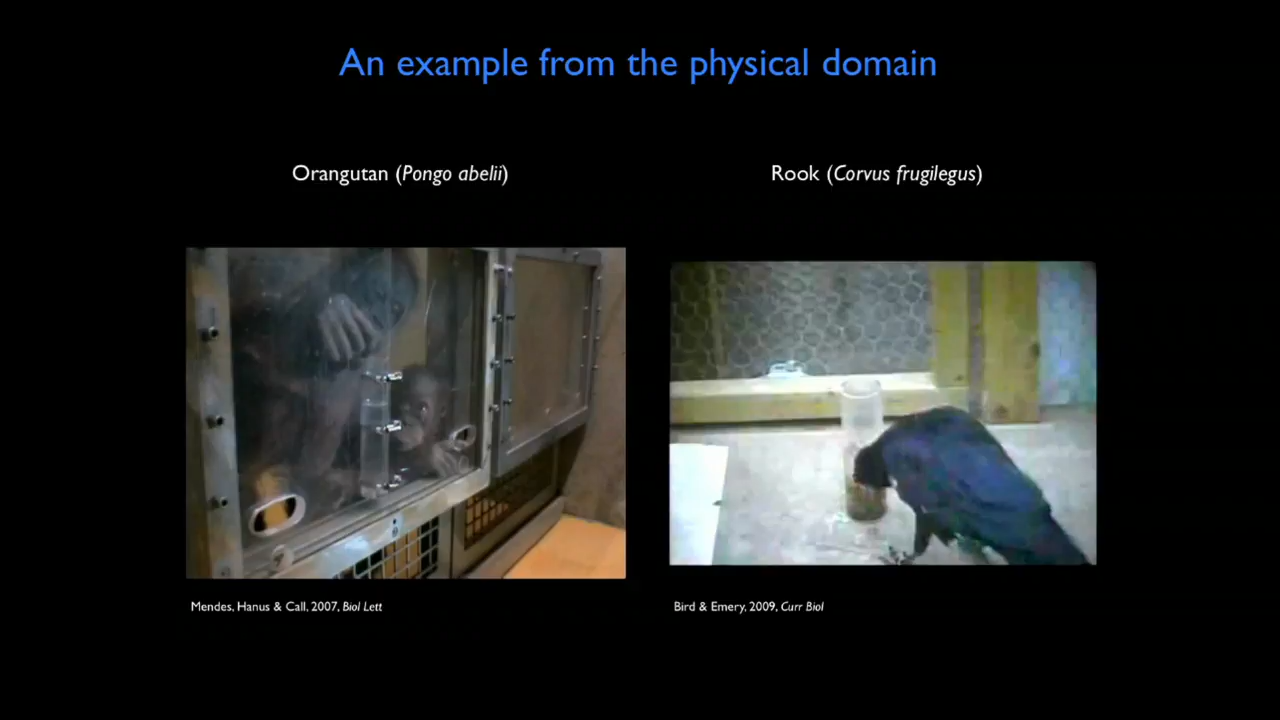 An example from the physical domain
Orangutan (Pongo abelii)
Rook (Corvus frugilegus)
Mendes, Hanus & Call, 2007, Biol Lett
Bird & Emery, 2009, Curr Biol